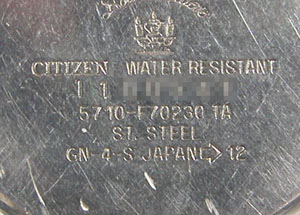 CITIZEN WATER RESISTANT
5710-F70230 TA
ST. STEEL
GN-4-S JAPAN 12